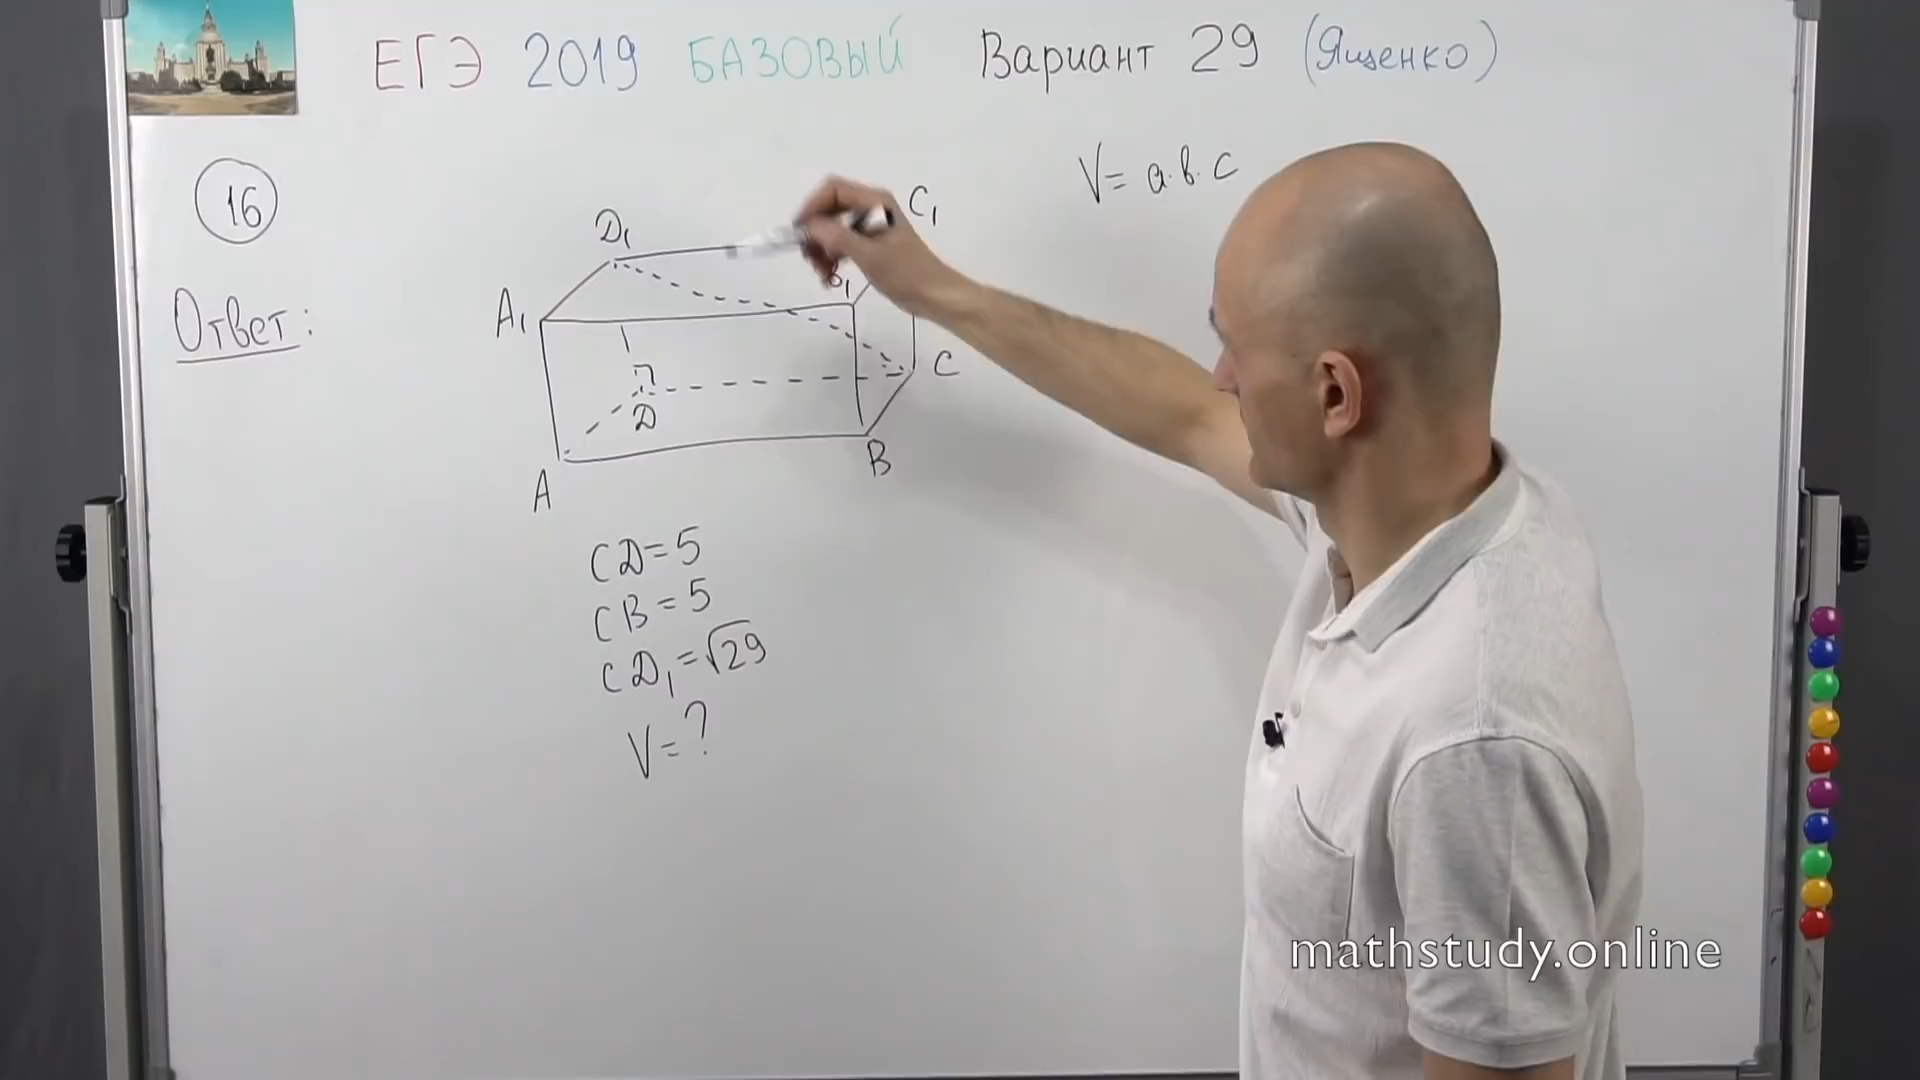 ЕГЭ 2019 БАЗОВЫЙ Вариант 29 (Ященко)
16
V = a·b·c
Ответ:
D₁
C₁
A₁
B₁
C
D
B
A
CD = 5
CB = 5
CD₁ = √29
V = ?
mathstudy.online